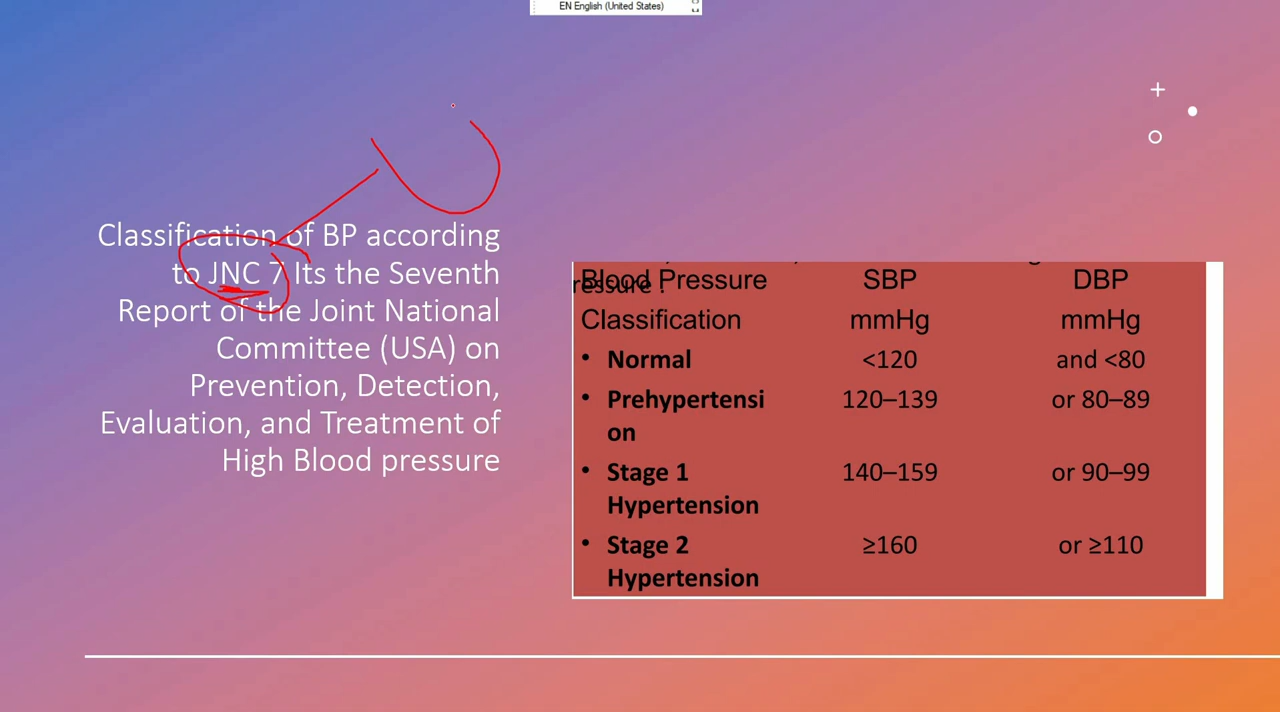 EN English (United States)
Classification of BP according
to JNC 7 Its the Seventh
Report of the Joint National
Committee (USA) on
Prevention, Detection,
Evaluation, and Treatment of
High Blood pressure
ressure .
Blood Pressure SBP DBP
Classification mmHg mmHg
• Normal <120 and <80
• Prehypertensi 120–139 or 80–89
on
• Stage 1 140–159 or 90–99
Hypertension
• Stage 2 ≥160 or ≥110
Hypertension